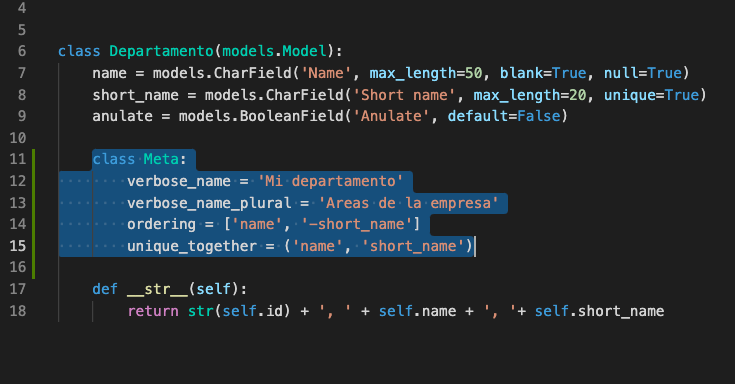 4
5
6 class Departamento(models.Model):
7 name = models.CharField('Name', max_length=50, blank=True, null=True)
8 short_name = models.CharField('Short name', max_length=20, unique=True)
9 anulate = models.BooleanField('Anulate', default=False)
10
11 class Meta:
12 verbose_name = 'Mi departamento'
13 verbose_name_plural = 'Areas de la empresa'
14 ordering = ['name', '-short_name']
15 unique_together = ('name', 'short_name')
16
17 def __str__(self):
18 return str(self.id) + ', ' + self.name + ', '+ self.short_name